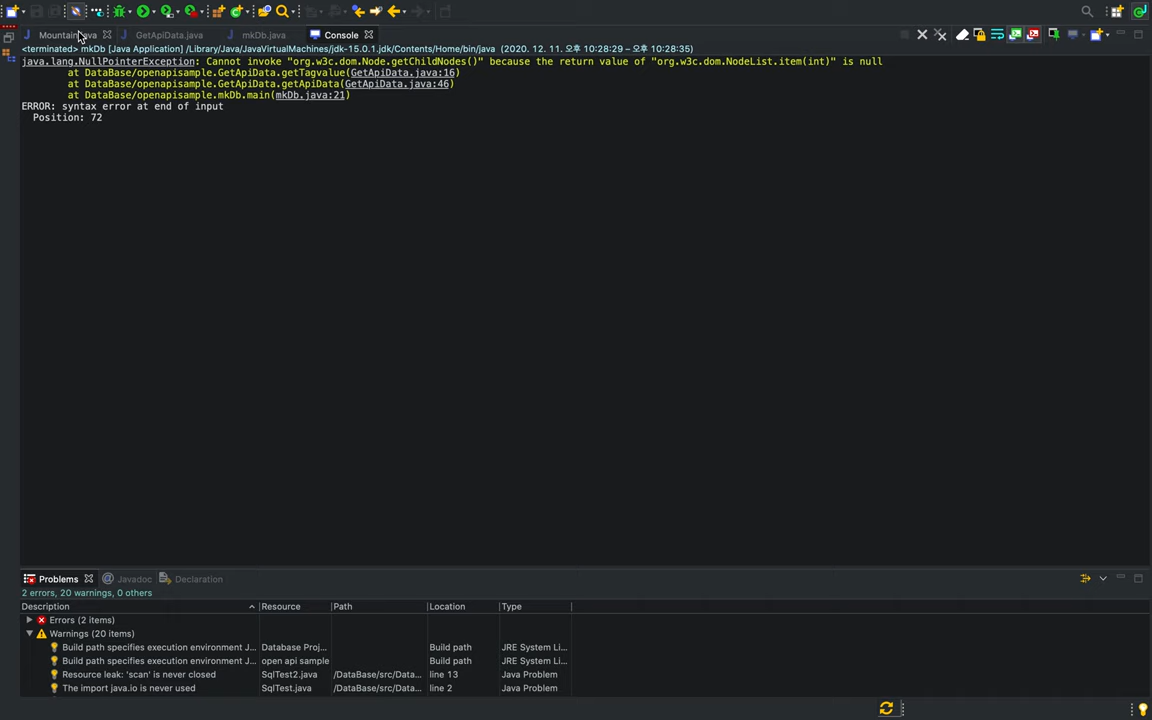 Mountain.java GetApiData.java mkDb.java Console
<terminated> mkDb [Java Application] /Library/Java/JavaVirtualMachines/jdk-15.0.1.jdk/Contents/Home/bin/java (2020. 12. 11. 오후 10:28:29 – 오후 10:28:35)
java.lang.NullPointerException: Cannot invoke "org.w3c.dom.Node.getChildNodes()" because the return value of "org.w3c.dom.NodeList.item(int)" is null
at DataBase/openapisample.GetApiData.getTagvalue(GetApiData.java:16)
at DataBase/openapisample.GetApiData.getApiData(GetApiData.java:46)
at DataBase/openapisample.mkDb.main(mkDb.java:21)
ERROR: syntax error at end of input
Position: 72
Problems @ Javadoc Declaration
2 errors, 20 warnings, 0 others
Description Resource Path Location Type
Errors (2 items)
Warnings (20 items)
Build path specifies execution environment J... Database Proj... Build path JRE System Li...
Build path specifies execution environment J... open api sample Build path JRE System Li...
Resource leak: 'scan' is never closed SqlTest2.java /DataBase/src/Data... line 13 Java Problem
The import java.io is never used SqlTest.java /DataBase/src/Data... line 2 Java Problem